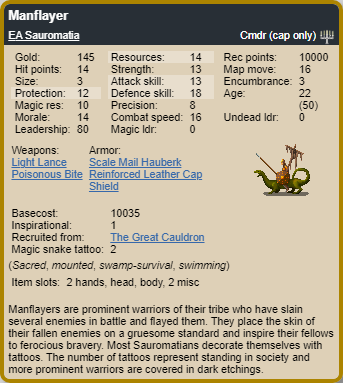 Manflayer
EA Sauromatia Cmdr (cap only)
Gold: 145 Resources: 14 Rec points: 10000
Hit points: 14 Strength: 13 Map move: 16
Size: 3 Attack skill: 13 Encumbrance: 3
Protection: 12 Defence skill: 18 Age: 22
Magic res: 10 Precision: 8 (50)
Morale: 14 Combat speed: 16 Undead ldr: 0
Leadership: 80 Magic ldr: 0
Weapons: Armor:
Light Lance Scale Mail Hauberk
Poisonous Bite Reinforced Leather Cap
Shield
Basecost: 10035
Inspirational: 1
Recruited from: The Great Cauldron
Magic snake tattoo: 2
(Sacred, mounted, swamp-survival, swimming)
Item slots: 2 hands, head, body, 2 misc
Manflayers are prominent warriors of their tribe who have slain
several enemies in battle and flayed them. They place the skin of
their fallen enemies on a gruesome standard and inspire their fellows
to ferocious bravery. Most Sauromatians decorate themselves with
tattoos. The number of tattoos represent standing in society and
more prominent warriors are covered in dark etchings.